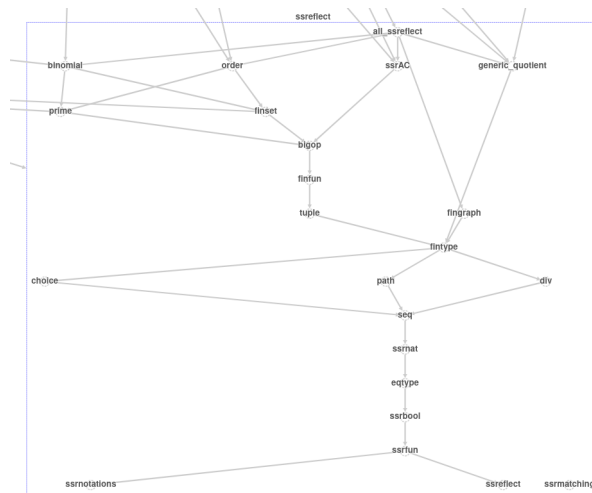 ssreflect
all_ssreflect
binomial order ssrAC generic_quotient
prime finset
bigop
finfun
tuple fingraph
fintype
choice path div
seq
ssrnat
eqtype
ssrbool
ssrfun
ssrnotations ssreflect ssrmatching